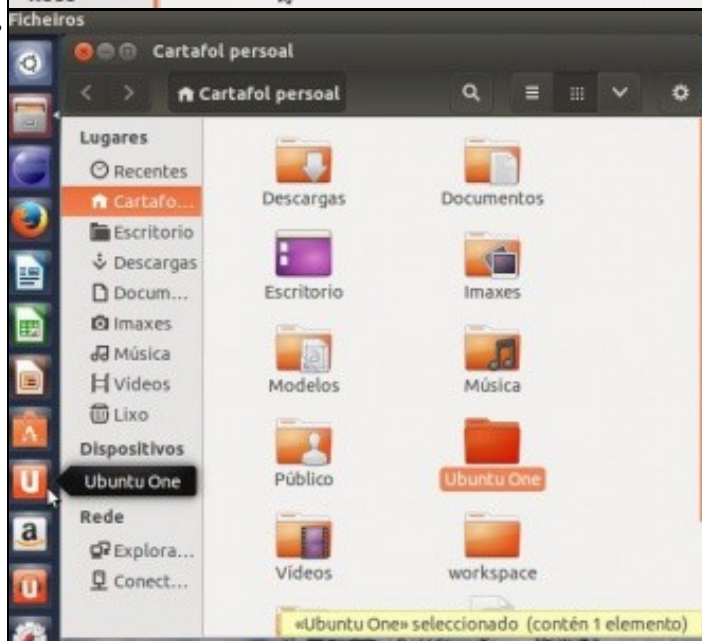 Ficheiros
Cartafol persoal
Cartafol persoal
Lugares
Recentes
Cartafo...
Escritorio
Descargas
Docum...
Imaxes
Música
Vídeos
Lixo
Dispositivos
Ubuntu One
Rede
Explora...
Conect...
Descargas
Documentos
Escritorio
Imaxes
Modelos
Música
Público
Ubuntu One
Vídeos
workspace
«Ubuntu One» seleccionado (contén 1 elemento)